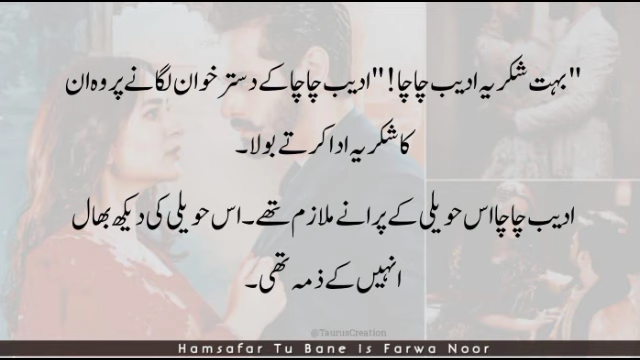 "بہت شکریہ ادیب چاچا!" ادیب چاچا کے دستر خوان لگانے پر وہ ان
کا شکریہ ادا کرتے بولا۔
ادیب چاچا اس حویلی کے پرانے ملازم تھے۔ اس حویلی کی دیکھ بھال
انہیں کے ذمہ تھی۔
@TaurusCreation
Hamsafar Tu Bane Is Farwa Noor